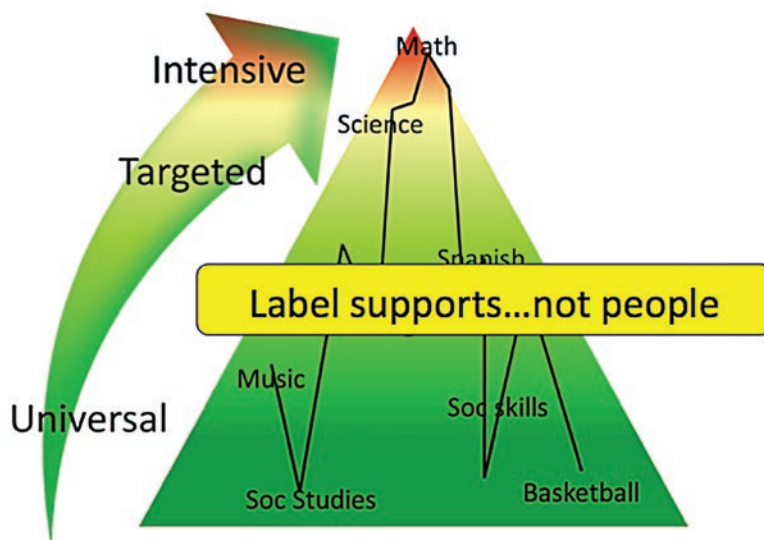 Math
Intensive
Science
Targeted
Spanish
Label supports...not people
Music
Soc skills
Universal
Soc Studies
Basketball